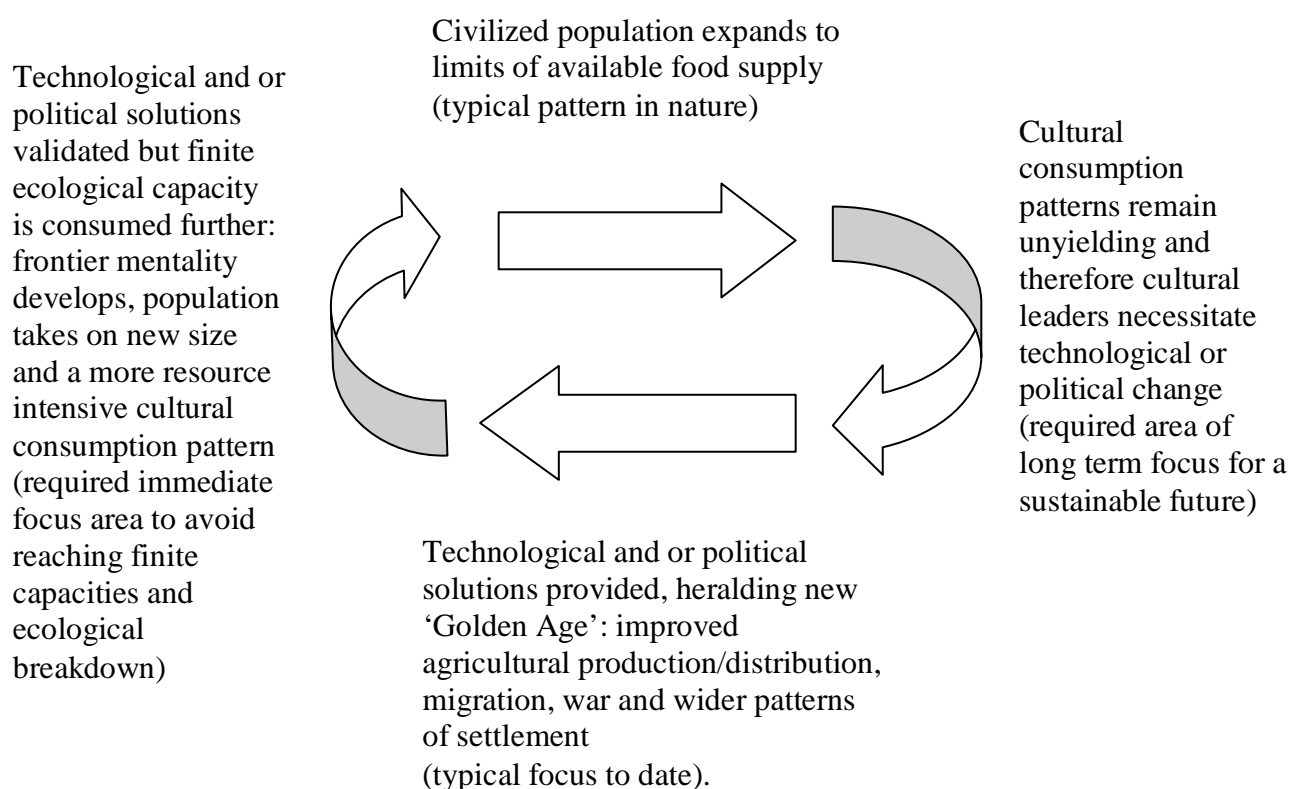 Civilized population expands to
limits of available food supply
(typical pattern in nature)
Cultural
consumption
patterns remain
unyielding and
therefore cultural
leaders necessitate
technological or
political change
(required area of
long term focus for a
sustainable future)
Technological and or political
solutions provided, heralding new
‘Golden Age’: improved
agricultural production/distribution,
migration, war and wider patterns
of settlement
(typical focus to date).
Technological and or
political solutions
validated but finite
ecological capacity
is consumed further:
frontier mentality
develops, population
takes on new size
and a more resource
intensive cultural
consumption pattern
(required immediate
focus area to avoid
reaching finite
capacities and
ecological
breakdown)